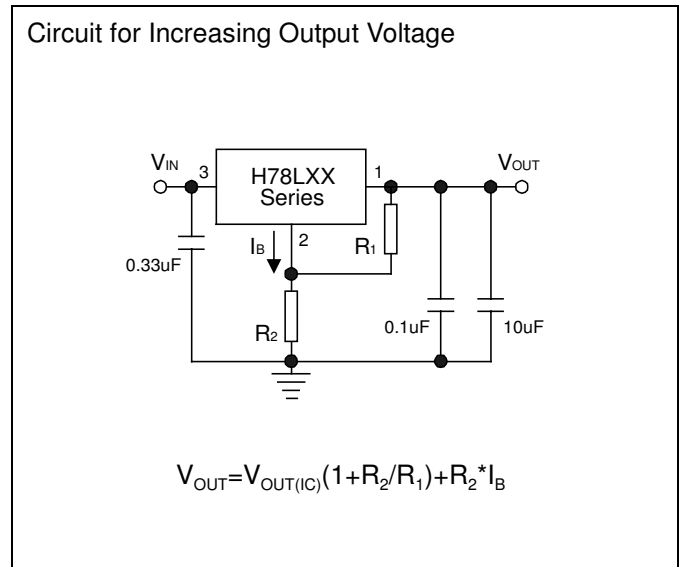 Circuit for Increasing Output Voltage
VIN
3
H78LXX
Series
1
VOUT
IB
2
R1
0.33uF
R2
0.1uF
10uF
VOUT=VOUT(IC)(1+R2/R1)+R2*IB